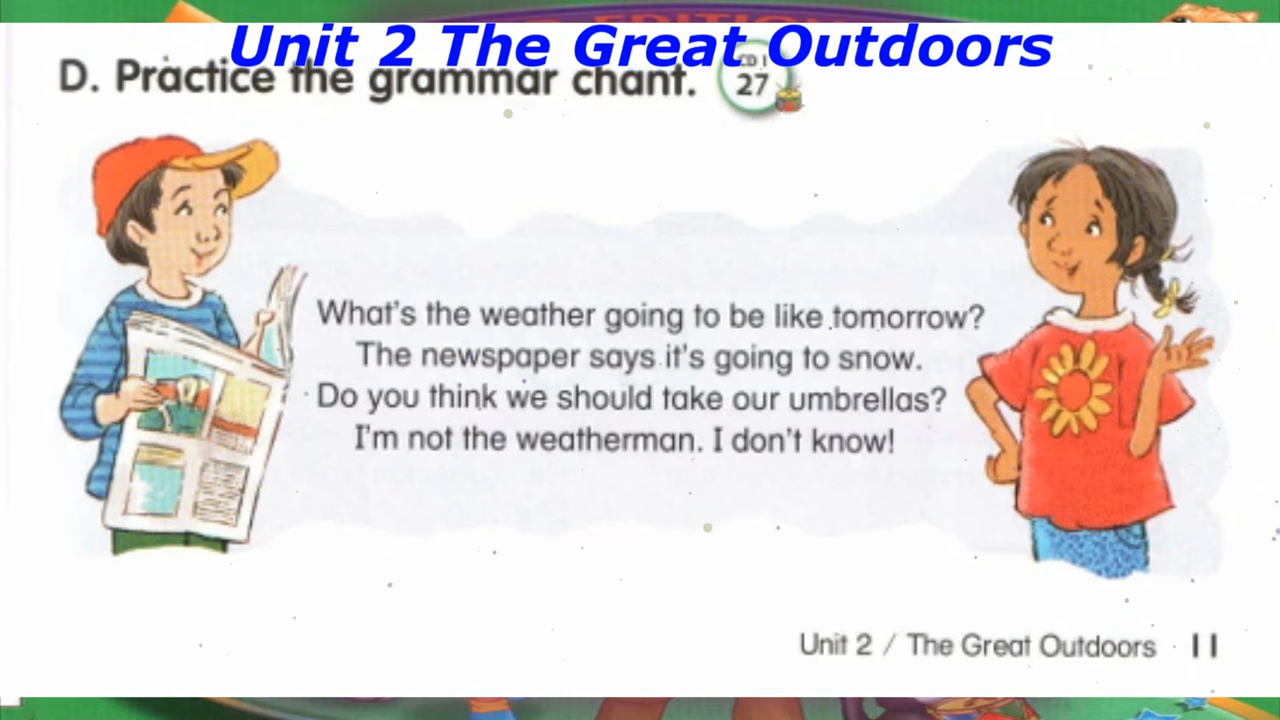 Unit 2 The Great Outdoors
D. Practice the grammar chant.
CD 1
27
What's the weather going to be like tomorrow?
The newspaper says it's going to snow.
Do you think we should take our umbrellas?
I'm not the weatherman. I don't know!
Unit 2 / The Great Outdoors 11